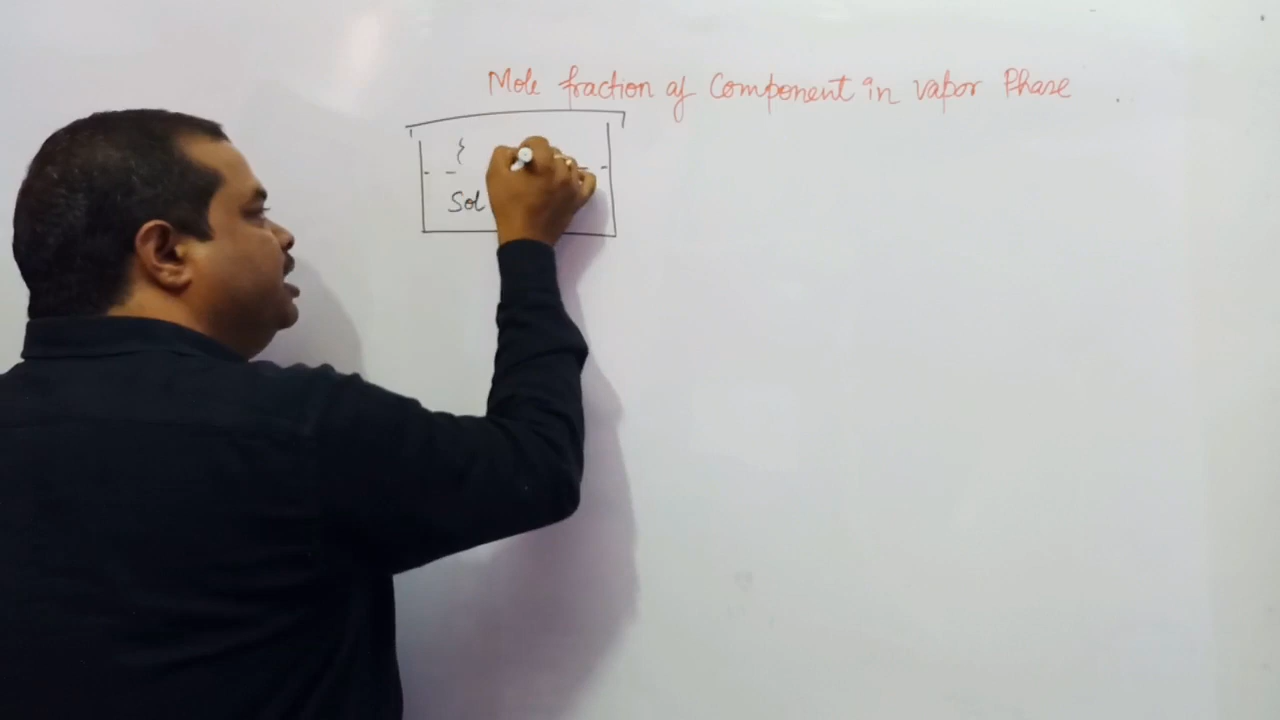 Mole fraction of Component in vapor Phase
Sol